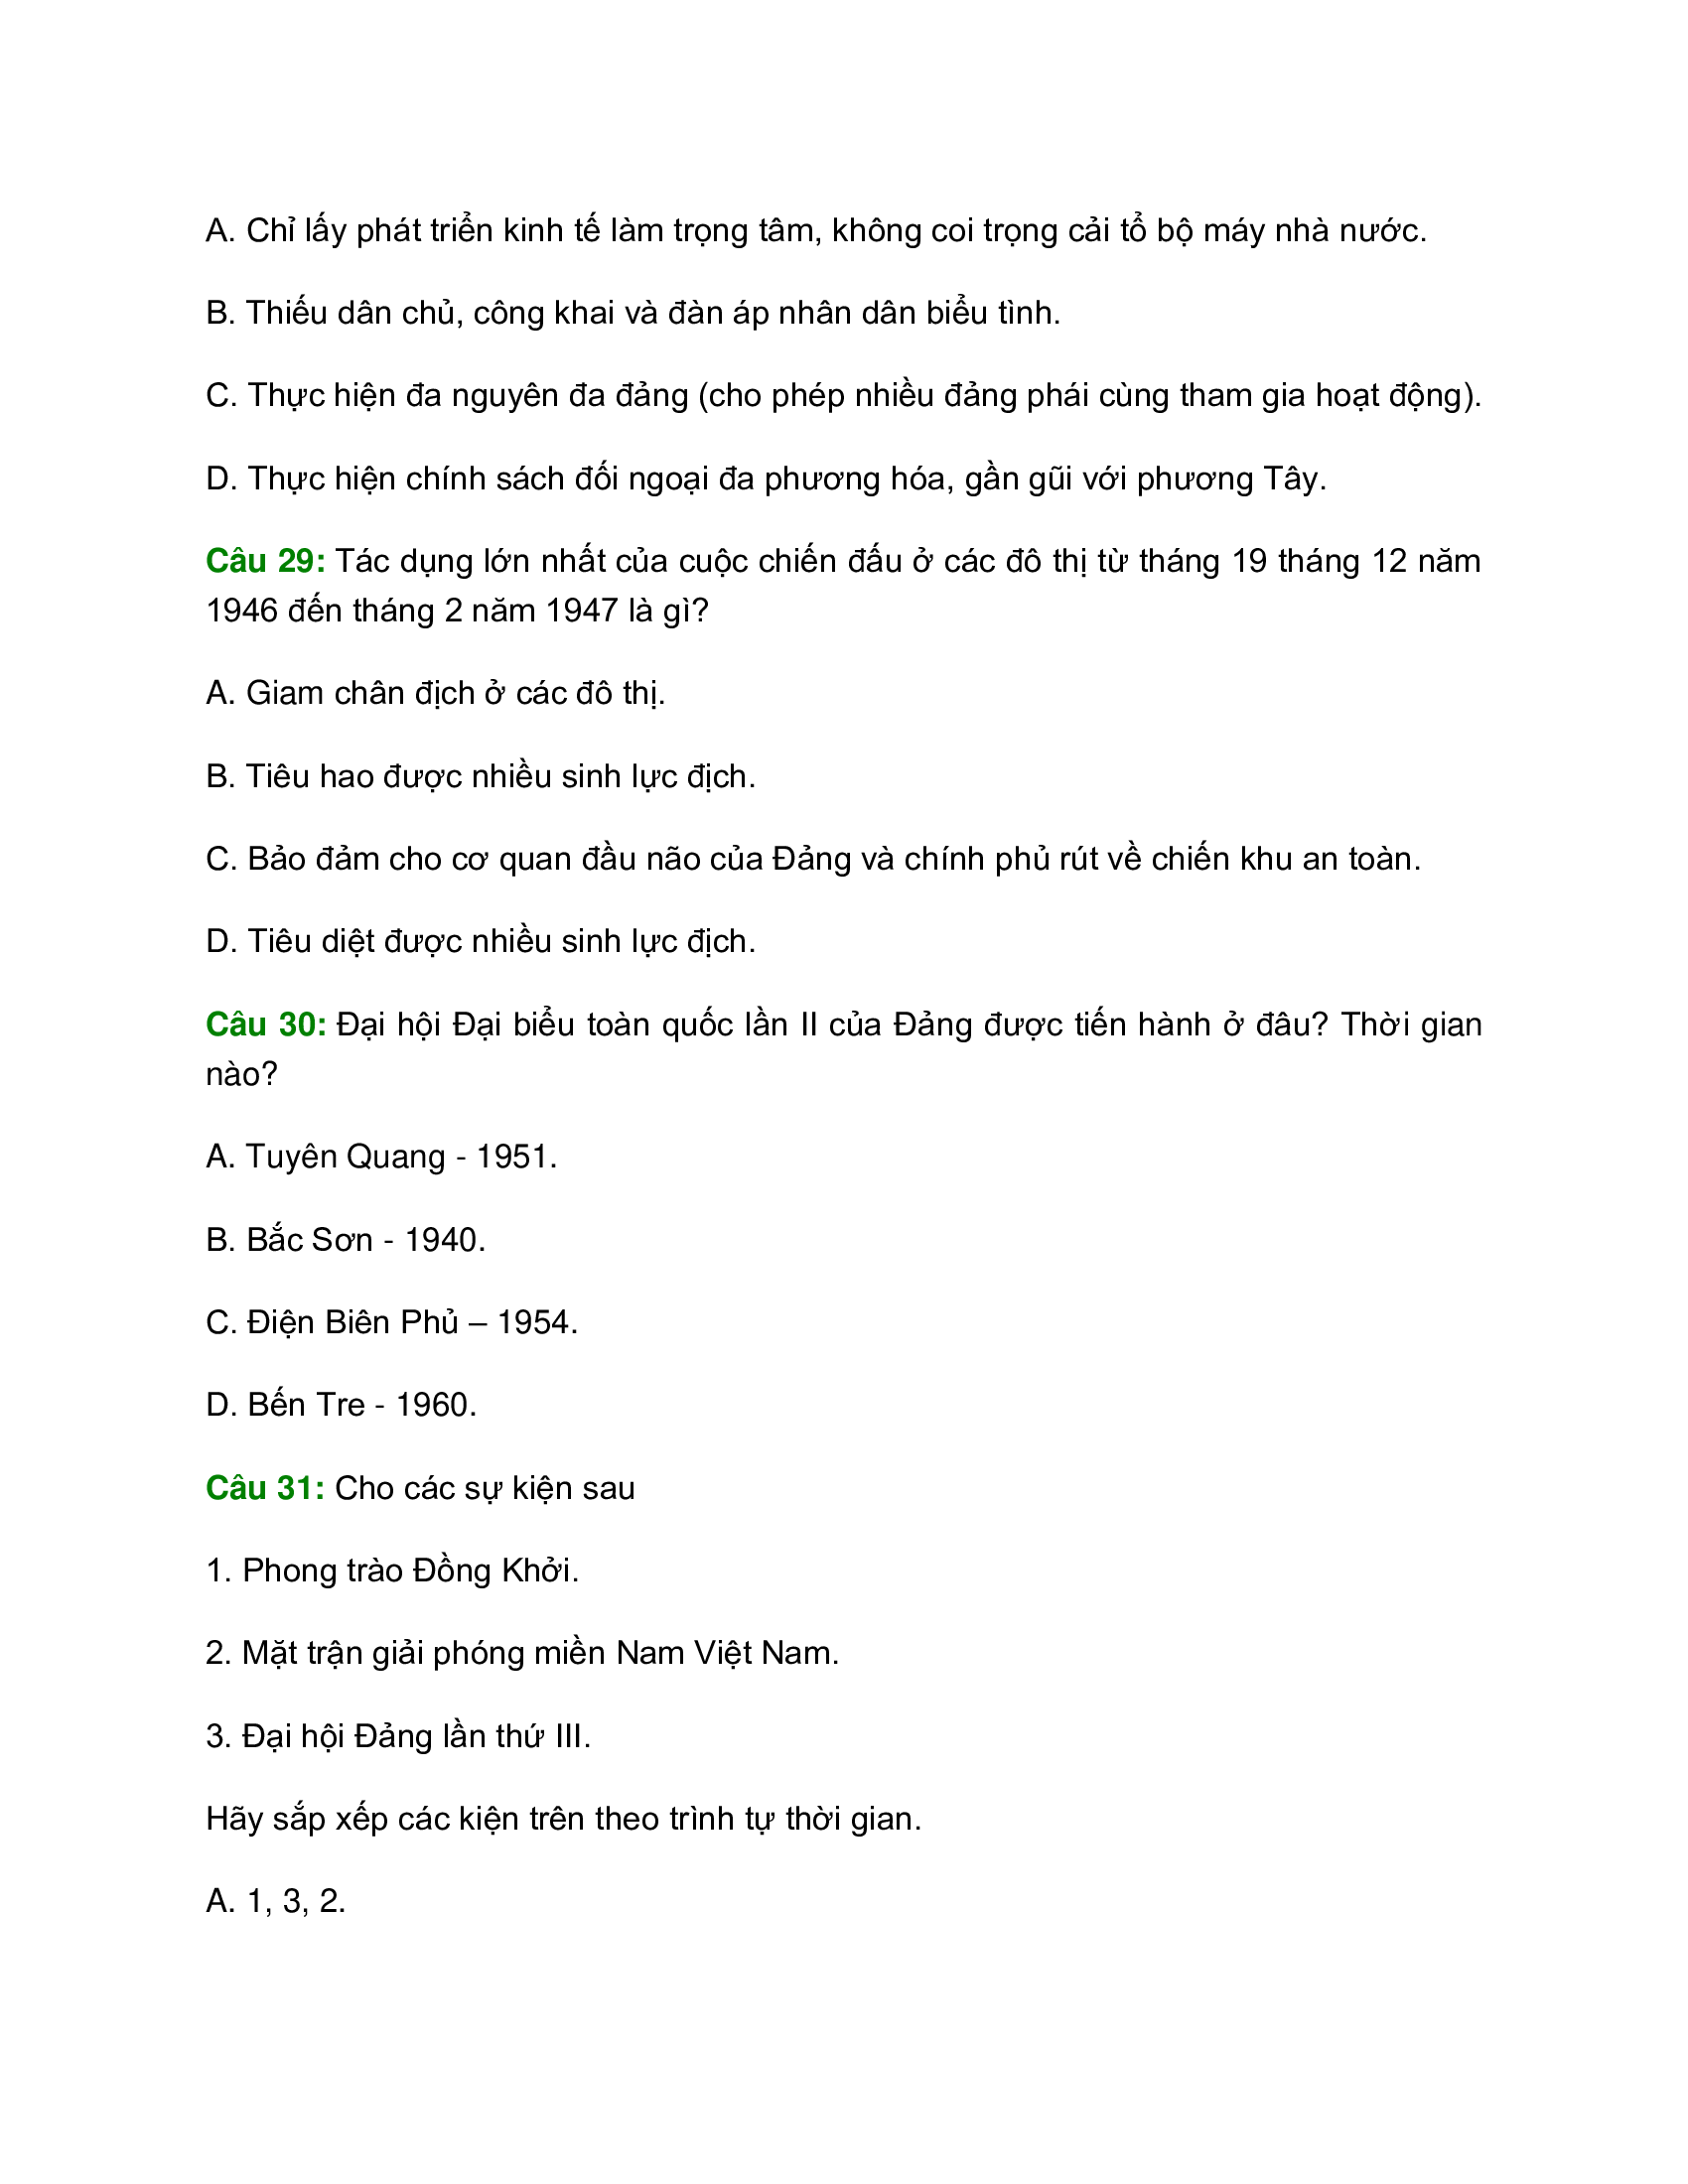 A. Chỉ lấy phát triển kinh tế làm trọng tâm, không coi trọng cải tổ bộ máy nhà nước.
B. Thiếu dân chủ, công khai và đàn áp nhân dân biểu tình.
C. Thực hiện đa nguyên đa đảng (cho phép nhiều đảng phái cùng tham gia hoạt động).
D. Thực hiện chính sách đối ngoại đa phương hóa, gần gũi với phương Tây.
Câu 29: Tác dụng lớn nhất của cuộc chiến đấu ở các đô thị từ tháng 19 tháng 12 năm
1946 đến tháng 2 năm 1947 là gì?
A. Giam chân địch ở các đô thị.
B. Tiêu hao được nhiều sinh lực địch.
C. Bảo đảm cho cơ quan đầu não của Đảng và chính phủ rút về chiến khu an toàn.
D. Tiêu diệt được nhiều sinh lực địch.
Câu 30: Đại hội Đại biểu toàn quốc lần II của Đảng được tiến hành ở đâu? Thời gian
nào?
A. Tuyên Quang - 1951.
B. Bắc Sơn - 1940.
C. Điện Biên Phủ – 1954.
D. Bến Tre - 1960.
Câu 31: Cho các sự kiện sau
1. Phong trào Đồng Khởi.
2. Mặt trận giải phóng miền Nam Việt Nam.
3. Đại hội Đảng lần thứ III.
Hãy sắp xếp các kiện trên theo trình tự thời gian.
A. 1, 3, 2.